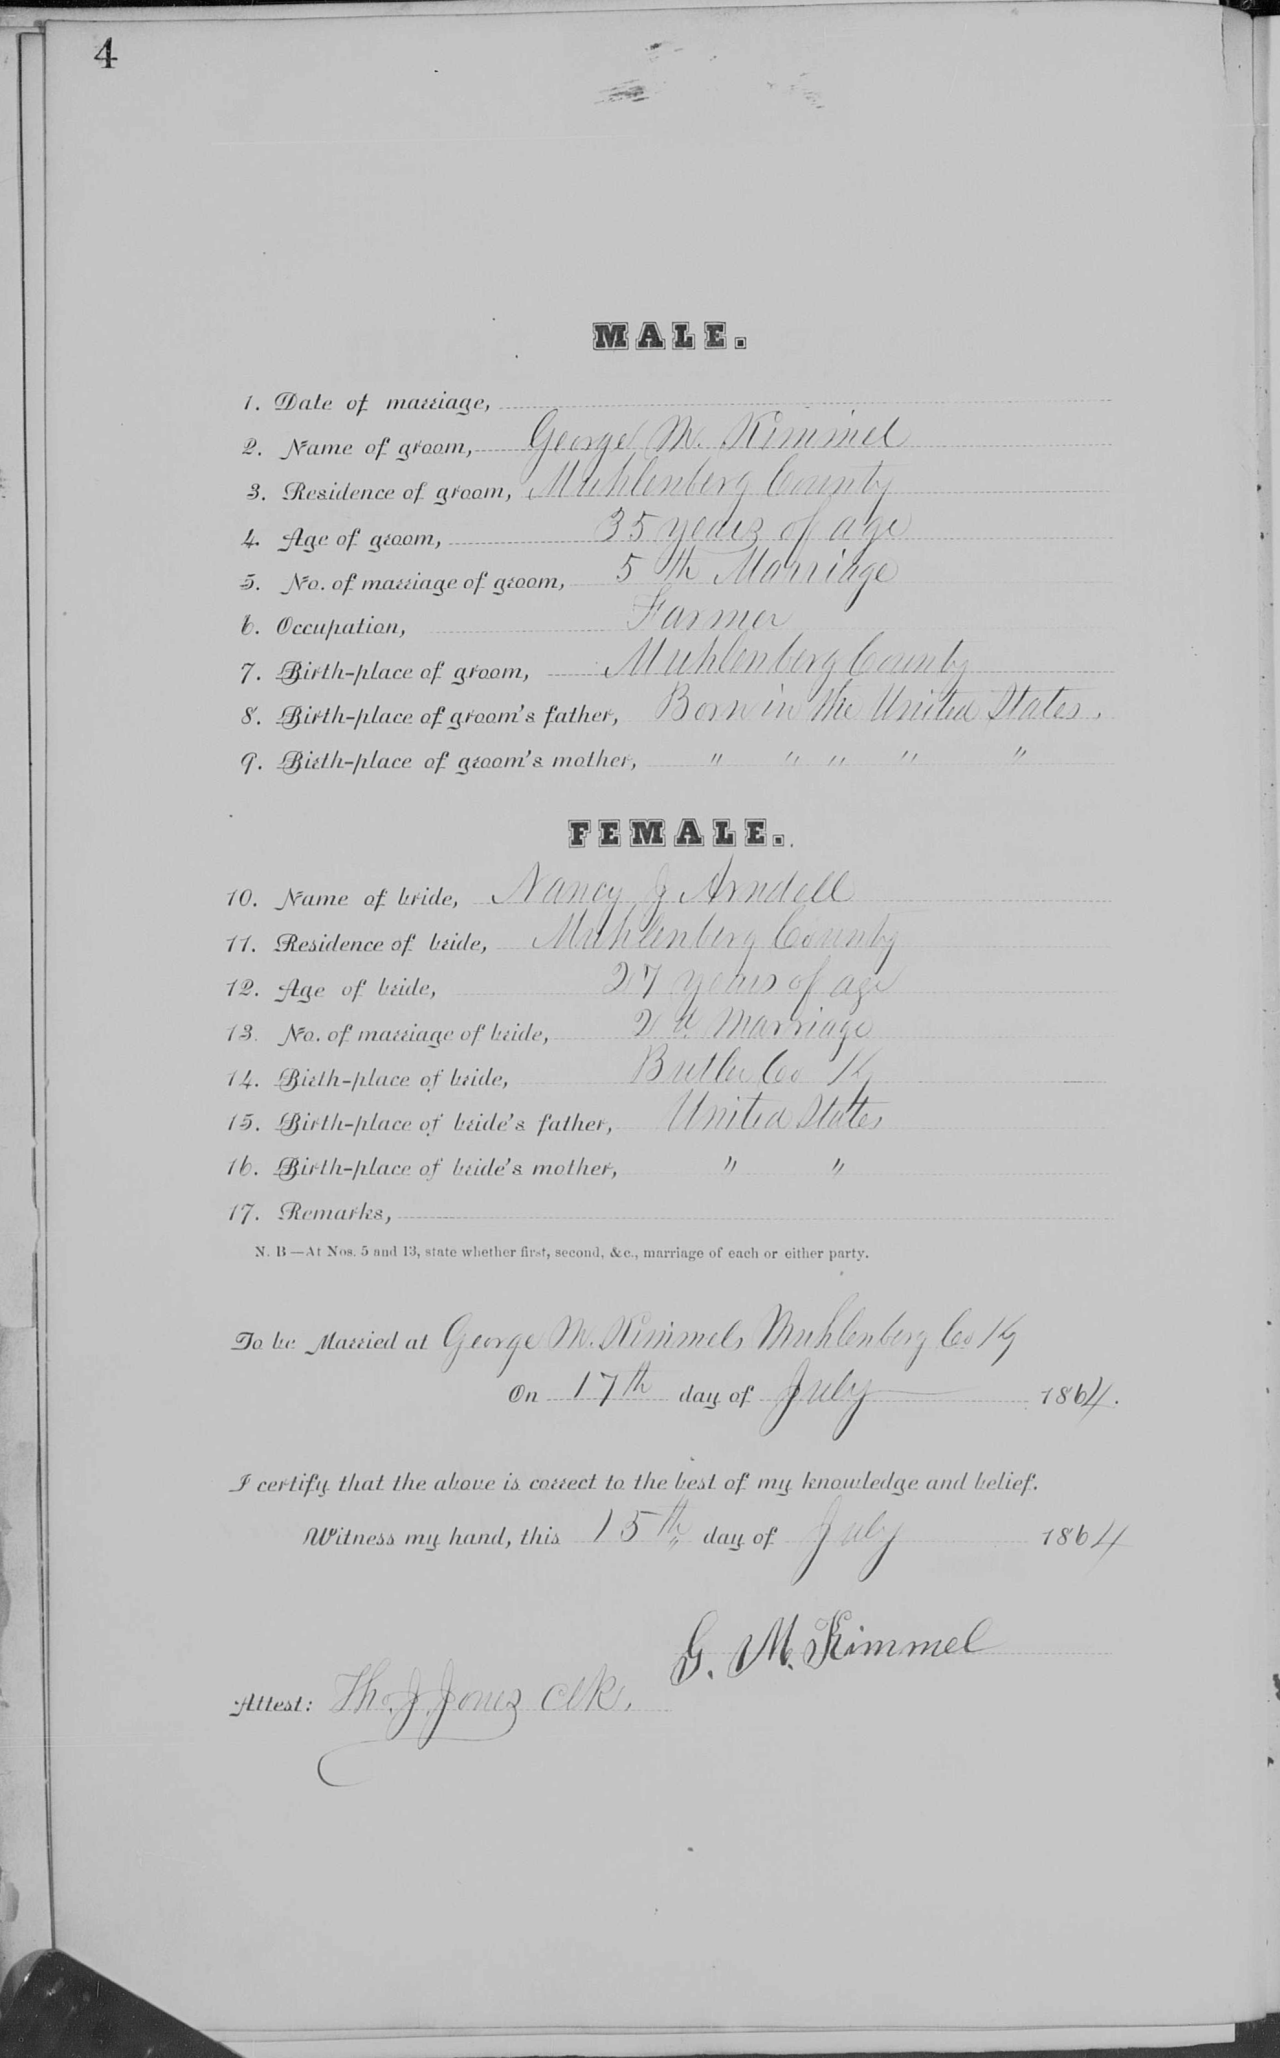 4
MALE.
1. Date of marriage,
2. Name of groom, George M. Kimmel
3. Residence of groom, Muhlenberg County
4. Age of groom, 35 years of age
5. No. of marriage of groom, 5th Marriage
6. Occupation, Farmer
7. Birth-place of groom, Muhlenberg County
8. Birth-place of groom's father, Born in the United States.
9. Birth-place of groom's mother, " " " " "
FEMALE.
10. Name of bride, Nancy J Arndell
11. Residence of bride, Muhlenberg County
12. Age of bride, 27 years of age
13. No. of marriage of bride, 2d Marriage
14. Birth-place of bride, Butler Co Ky
15. Birth-place of bride's father, United States
16. Birth-place of bride's mother, " "
17. Remarks,
N. B—At Nos. 5 and 13, state whether first, second, &c., marriage of each or either party.
To be Married at George M. Kimmels Muhlenberg Co Ky
On 17th day of July 1864.
I certify that the above is correct to the best of my knowledge and belief.
Witness my hand, this 15th day of July 1864
G. M. Kimmel
Attest: Tho. J. Jones Clk.